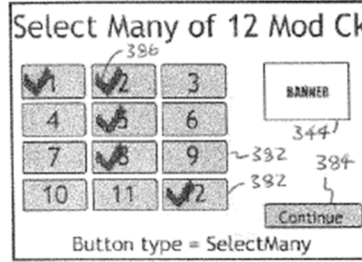 Select Many of 12 Mod Ck
386
1 2 3
BANNER
4 5 6
344
7 8 9 382 384
382
10 11 12
Continue
Button type = SelectMany